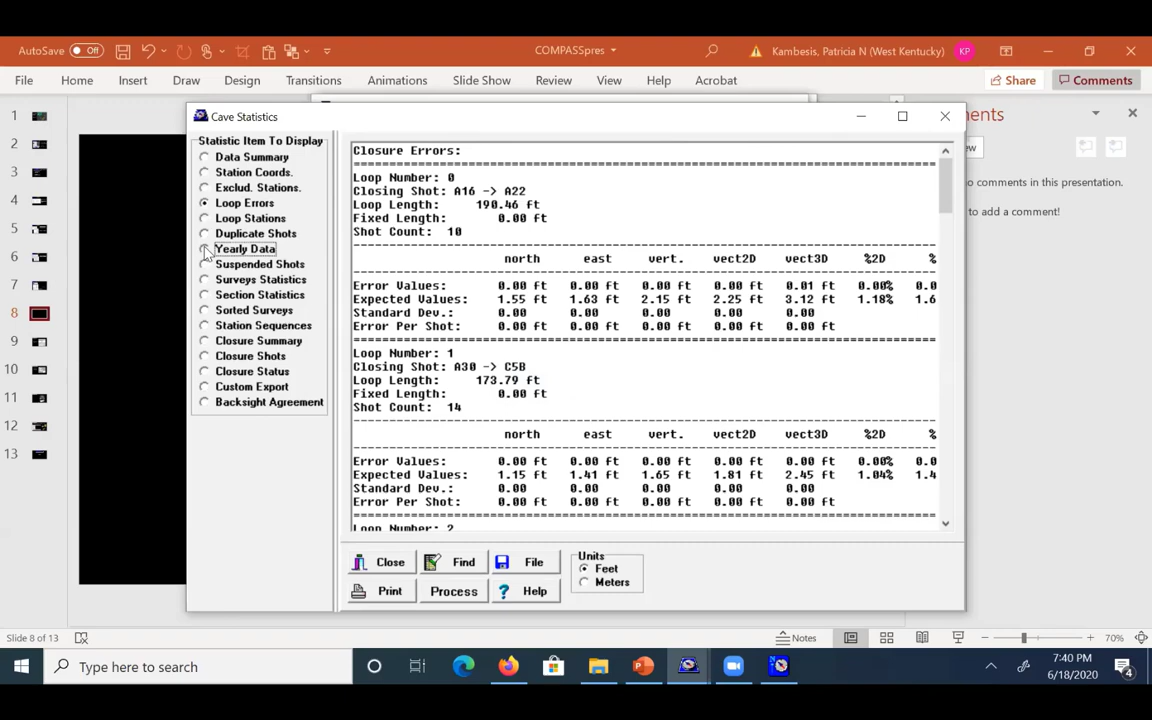 AutoSave Off COMPASSpres Kambesis, Patricia N (West Kentucky) KP
File Home Insert Draw Design Transitions Animations Slide Show Review View Help Acrobat Share Comments
1
2
3
4
5
6
7
8
9
10
11
12
13
Cave Statistics
Statistic Item To Display
Data Summary
Station Coords.
Exclud. Stations.
Loop Errors
Loop Stations
Duplicate Shots
Yearly Data
Suspended Shots
Surveys Statistics
Section Statistics
Sorted Surveys
Station Sequences
Closure Summary
Closure Shots
Closure Status
Custom Export
Backsight Agreement
Closure Errors:
Loop Number: 0
Closing Shot: A16 -> A22
Loop Length: 190.46 ft
Fixed Length: 0.00 ft
Shot Count: 10
north east vert. vect2D vect3D %2D %
Error Values: 0.00 ft 0.00 ft 0.00 ft 0.00 ft 0.01 ft 0.00% 0.0
Expected Values: 1.55 ft 1.63 ft 2.15 ft 2.25 ft 3.12 ft 1.18% 1.6
Standard Dev.: 0.00 0.00 0.00 0.00 0.00
Error Per Shot: 0.00 ft 0.00 ft 0.00 ft 0.00 ft 0.00 ft
Loop Number: 1
Closing Shot: A30 -> C5B
Loop Length: 173.79 ft
Fixed Length: 0.00 ft
Shot Count: 14
north east vert. vect2D vect3D %2D %
Error Values: 0.00 ft 0.00 ft 0.00 ft 0.00 ft 0.00 ft 0.00% 0.0
Expected Values: 1.15 ft 1.41 ft 1.65 ft 1.81 ft 2.45 ft 1.04% 1.4
Standard Dev.: 0.00 0.00 0.00 0.00 0.00
Error Per Shot: 0.00 ft 0.00 ft 0.00 ft 0.00 ft 0.00 ft
Loop Number: 2
Close Find File
Print Process Help
Units
Feet
Meters
ments
ew
o comments in this presentation.
to add a comment!
Slide 8 of 13 Notes 70%
Type here to search
7:40 PM
6/18/2020
4